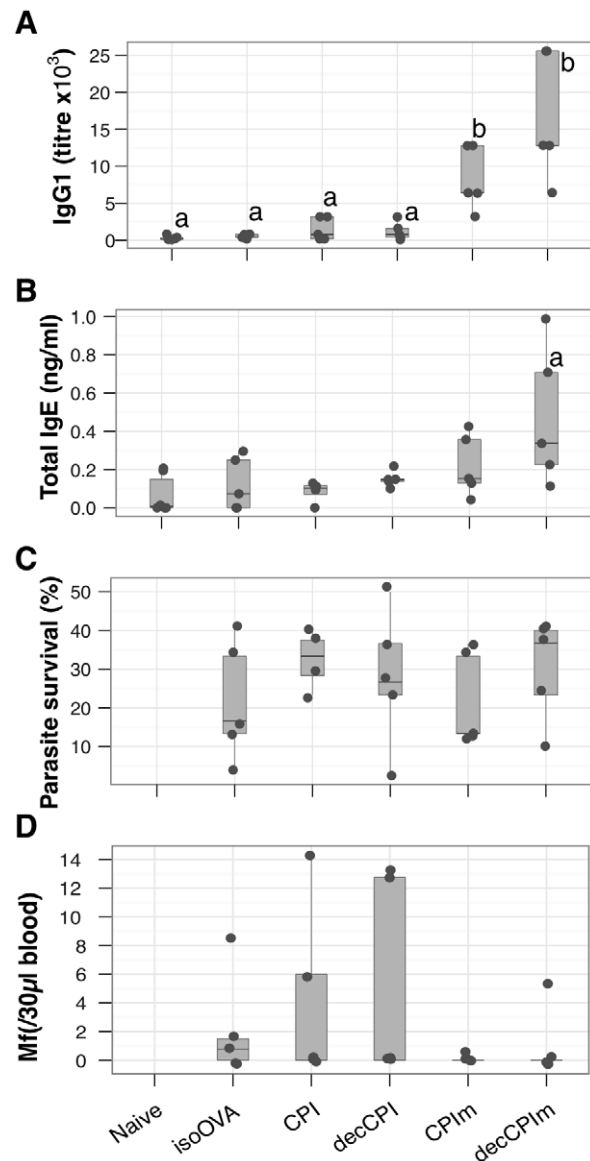 A
IgG1 (titre x10³)
25
20
15
10
5
0
a
a
a
a
b
b
B
Total IgE (ng/ml)
1.0
0.8
0.6
0.4
0.2
0.0
a
C
Parasite survival (%)
50
40
30
20
10
D
Mf(/30µl blood)
14
12
10
8
6
4
2
0
Naive
isoOVA
CPI
decCPI
CPIm
decCPIm